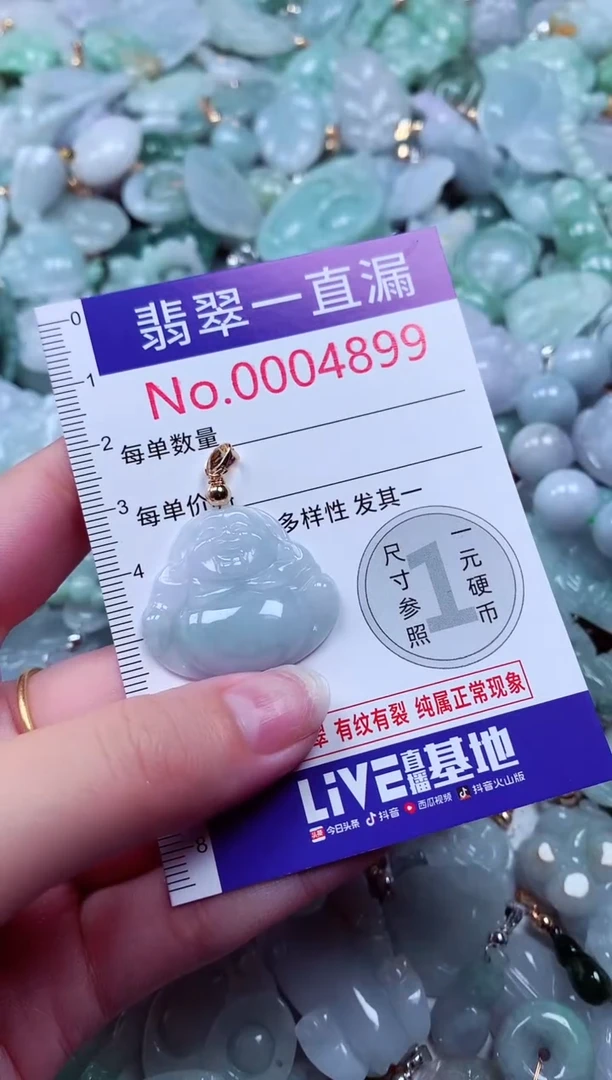 翡翠一直漏
No.0004899
每单数量
每单价
多样性 发其一
0
1
2
3
4
8
尺寸参照
1
一元硬币
翠 有纹有裂 纯属正常现象
LIVE直播基地
头条 今日头条 抖音 西瓜视频 抖音火山版